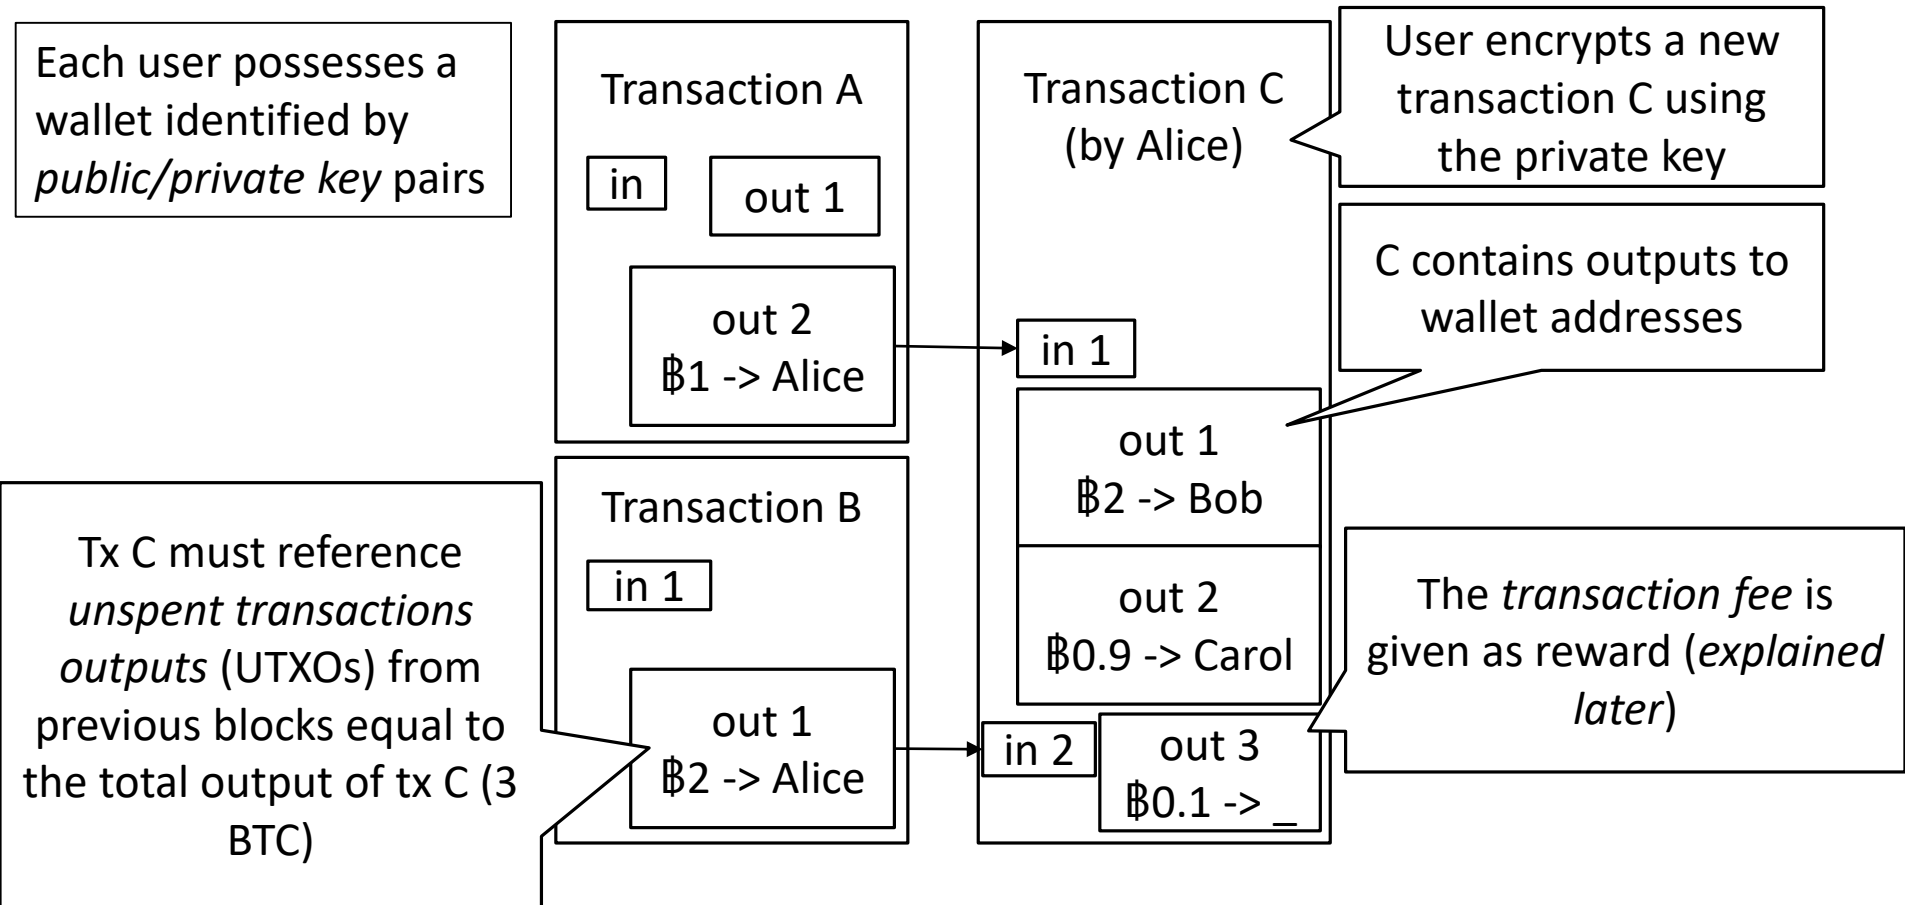 Each user possesses a
wallet identified by
public/private key pairs
Transaction A
in
out 1
out 2
฿1 -> Alice
Transaction B
in 1
out 1
฿2 -> Alice
Tx C must reference
unspent transactions
outputs (UTXOs) from
previous blocks equal to
the total output of tx C (3
BTC)
Transaction C
(by Alice)
in 1
out 1
฿2 -> Bob
out 2
฿0.9 -> Carol
in 2
out 3
฿0.1 -> _
User encrypts a new
transaction C using
the private key
C contains outputs to
wallet addresses
The transaction fee is
given as reward (explained
later)